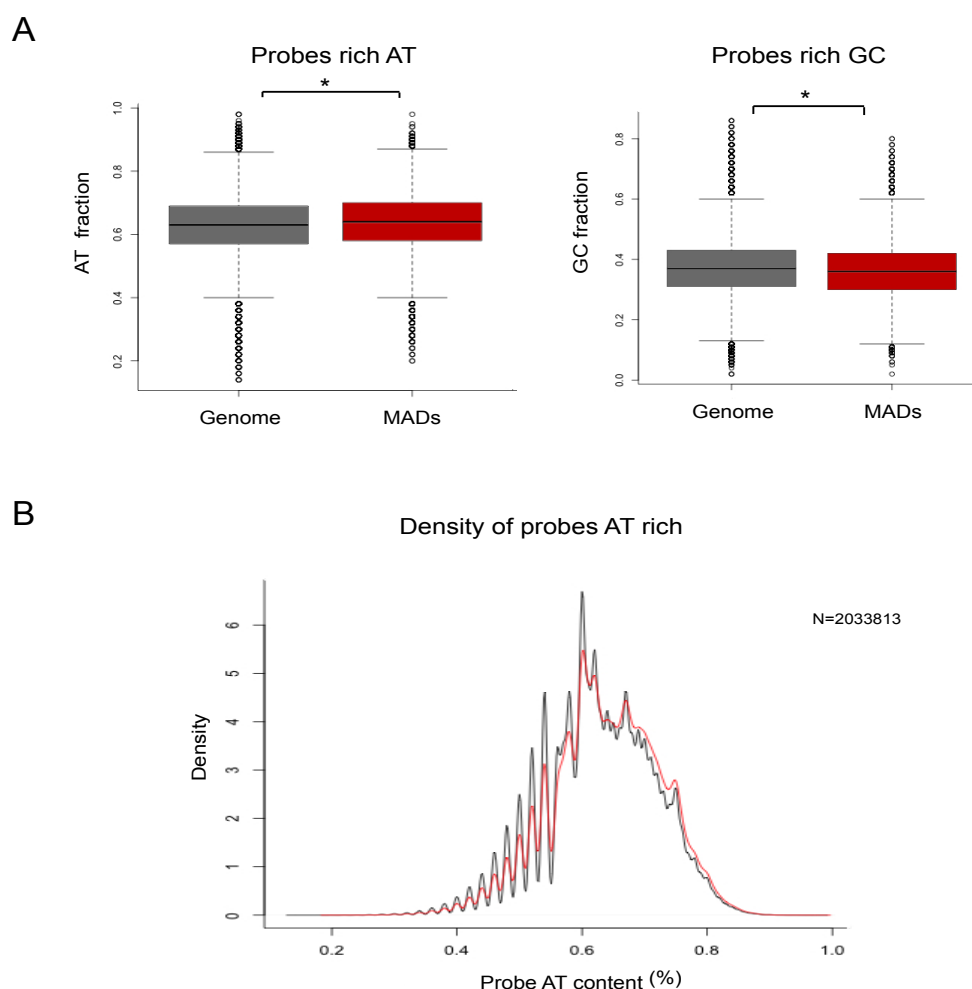 A
Probes rich AT
*
AT fraction
1.0
0.8
0.6
0.4
0.2
Genome
MADs
Probes rich GC
*
GC fraction
0.8
0.6
0.4
0.2
0.0
Genome
MADs
B
Density of probes AT rich
N=2033813
Density
6
5
4
3
2
1
0
0.2 0.4 0.6 0.8 1.0
Probe AT content (%)